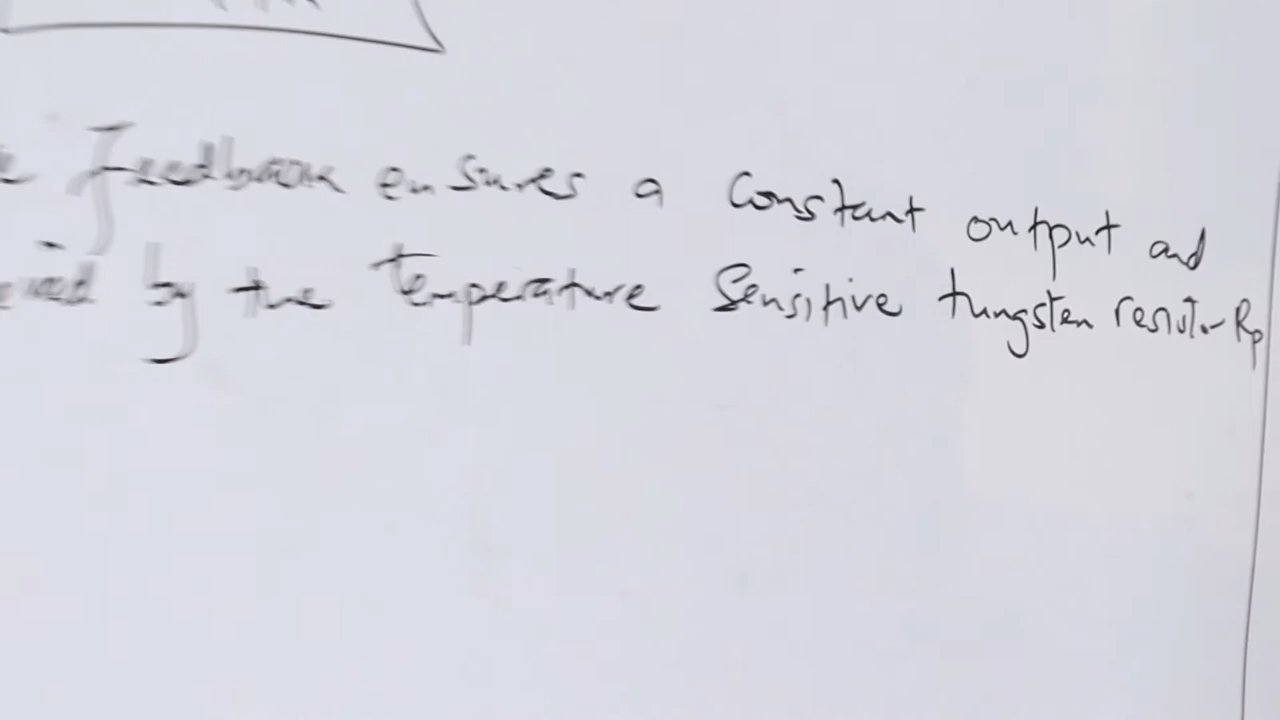 Feedback ensures a Constant output and
by the temperature Sensitive tungsten resistor Rp